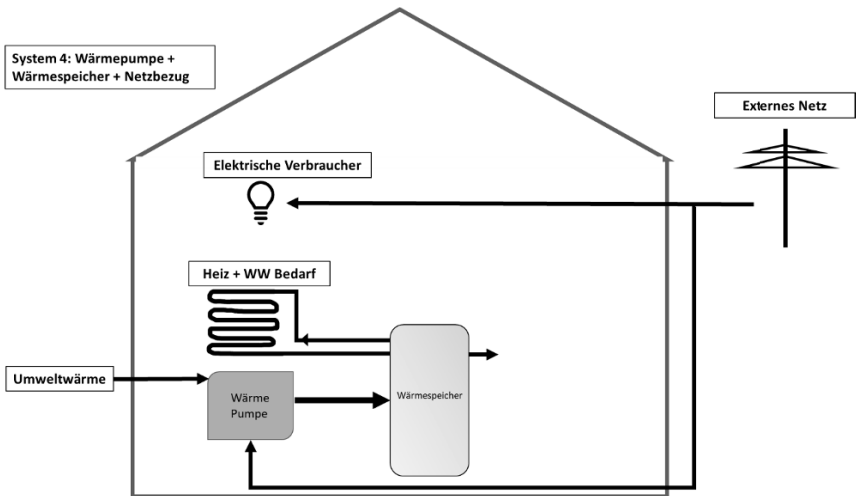 System 4: Wärmepumpe +
Wärmespeicher + Netzbezug
Externes Netz
Elektrische Verbraucher
Heiz + WW Bedarf
Umweltwärme
Wärme
Pumpe
Wärmespeicher